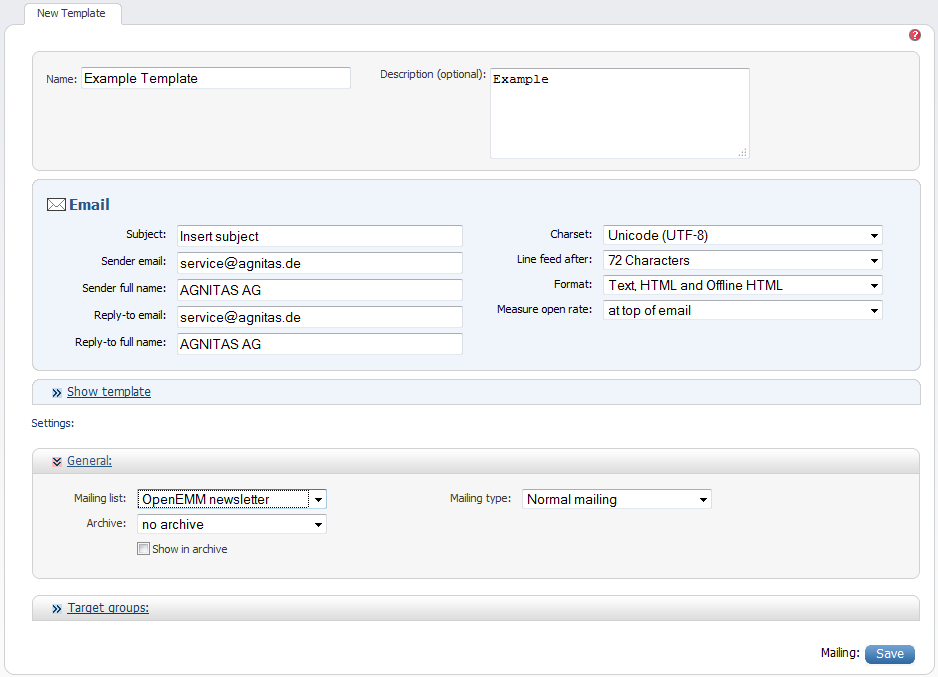 New Template
?
Name: Example Template
Description (optional): Example
Email
Subject: Insert subject
Sender email: service@agnitas.de
Sender full name: AGNITAS AG
Reply-to email: service@agnitas.de
Reply-to full name: AGNITAS AG
Charset: Unicode (UTF-8)
Line feed after: 72 Characters
Format: Text, HTML and Offline HTML
Measure open rate: at top of email
Show template
Settings:
General:
Mailing list: OpenEMM newsletter
Mailing type: Normal mailing
Archive: no archive
Show in archive
Target groups:
Mailing: Save